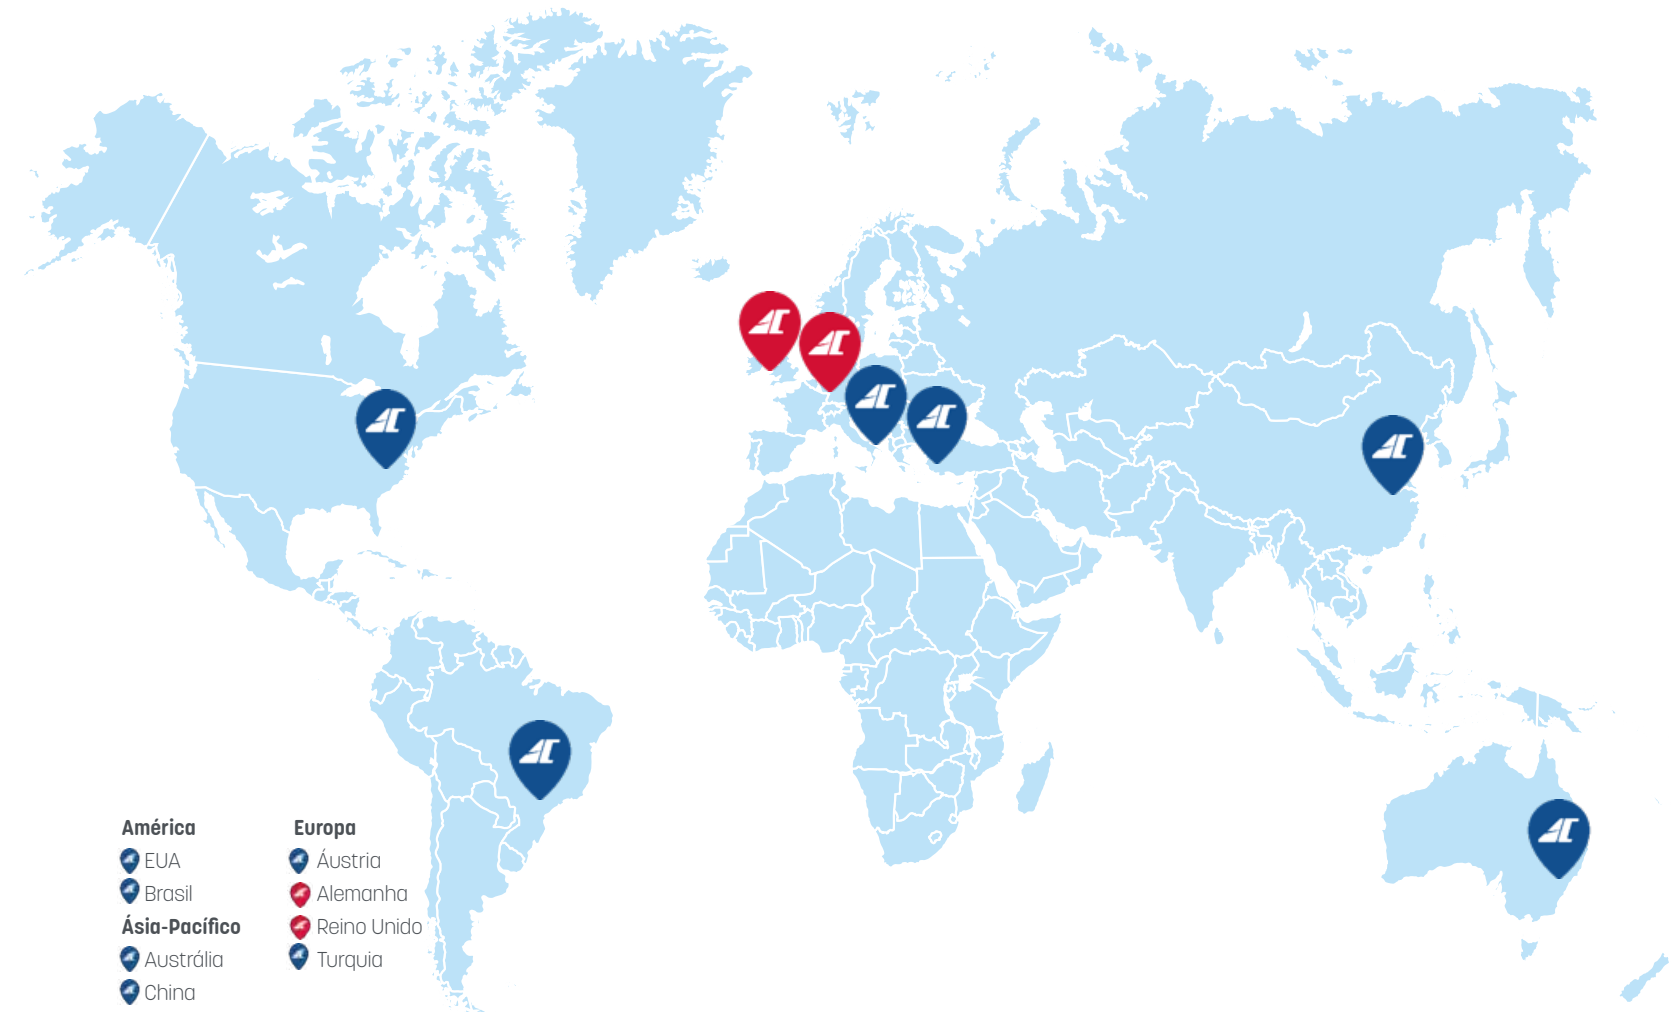 América
EUA
Brasil
Ásia-Pacífico
Austrália
China
Europa
Áustria
Alemanha
Reino Unido
Turquia